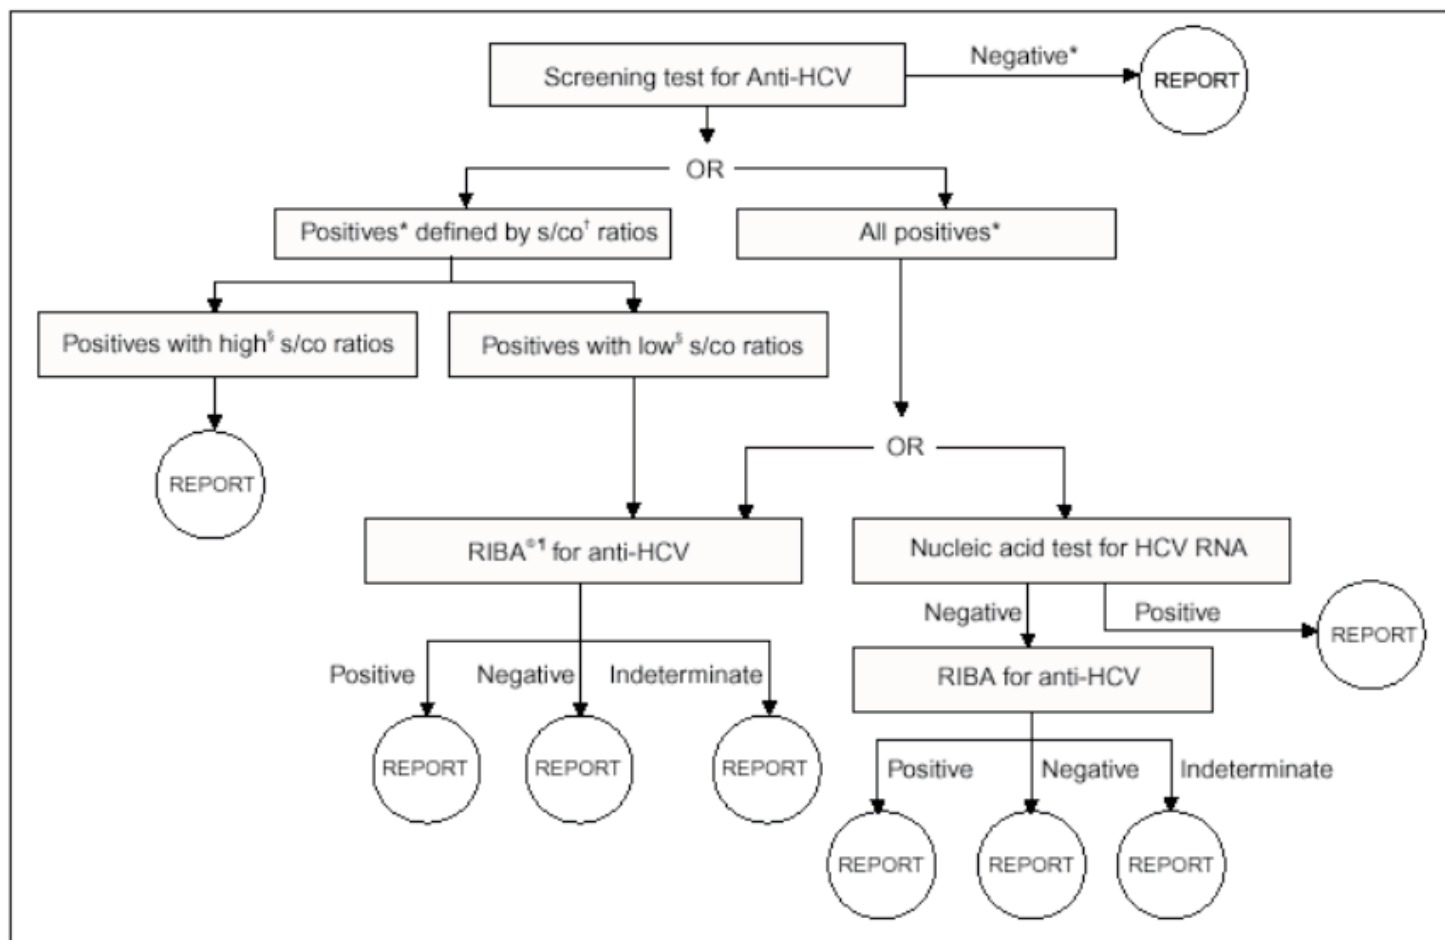 Screening test for Anti-HCV
Negative*
REPORT
OR
Positives* defined by s/co† ratios
All positives*
Positives with high§ s/co ratios
Positives with low§ s/co ratios
REPORT
OR
RIBA®¶ for anti-HCV
Nucleic acid test for HCV RNA
Negative
Positive
REPORT
Positive
Negative
Indeterminate
RIBA for anti-HCV
REPORT
REPORT
REPORT
Positive
Negative
Indeterminate
REPORT
REPORT
REPORT